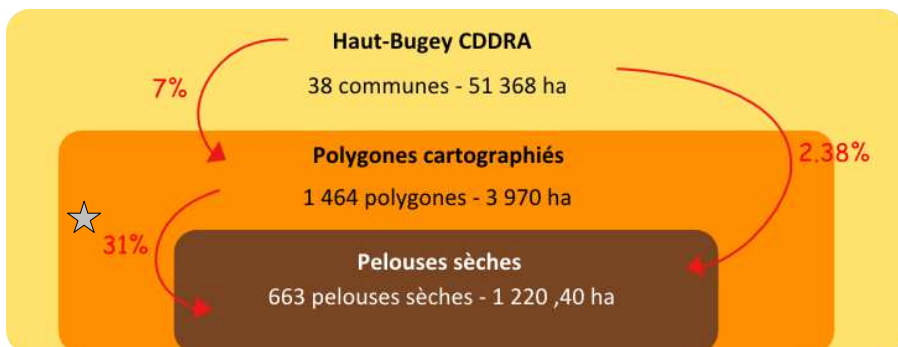 Haut-Bugey CDDRA
38 communes - 51 368 ha
7%
2.38%
Polygones cartographiés
1 464 polygones - 3 970 ha
31%
Pelouses sèches
663 pelouses sèches - 1 220 ,40 ha